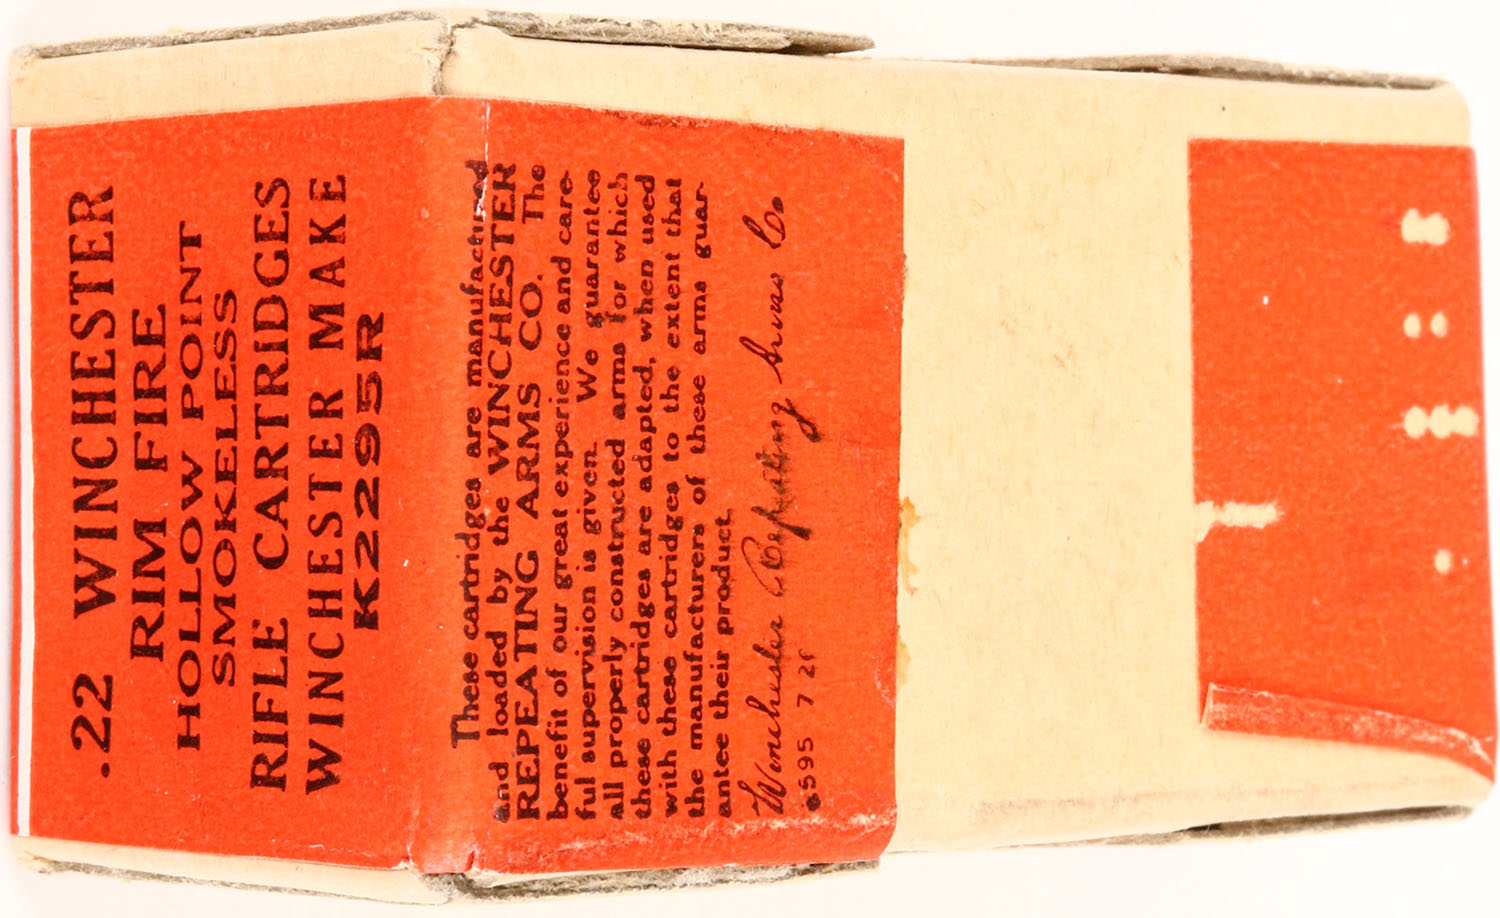 .22 WINCHESTER
RIM FIRE
HOLLOW POINT
SMOKELESS
RIFLE CARTRIDGES
WINCHESTER MAKE
K2295R
These cartridges are manufactured
and loaded by the WINCHESTER
REPEATING ARMS CO. The
benefit of our great experience and care-
ful supervision is given. We guarantee
all properly constructed arms for which
these cartridges are adapted, when used
with these cartridges to the extent that
the manufacturers of these arms guar-
antee their product.
Winchester Repeating Arms Co.
595 7 2